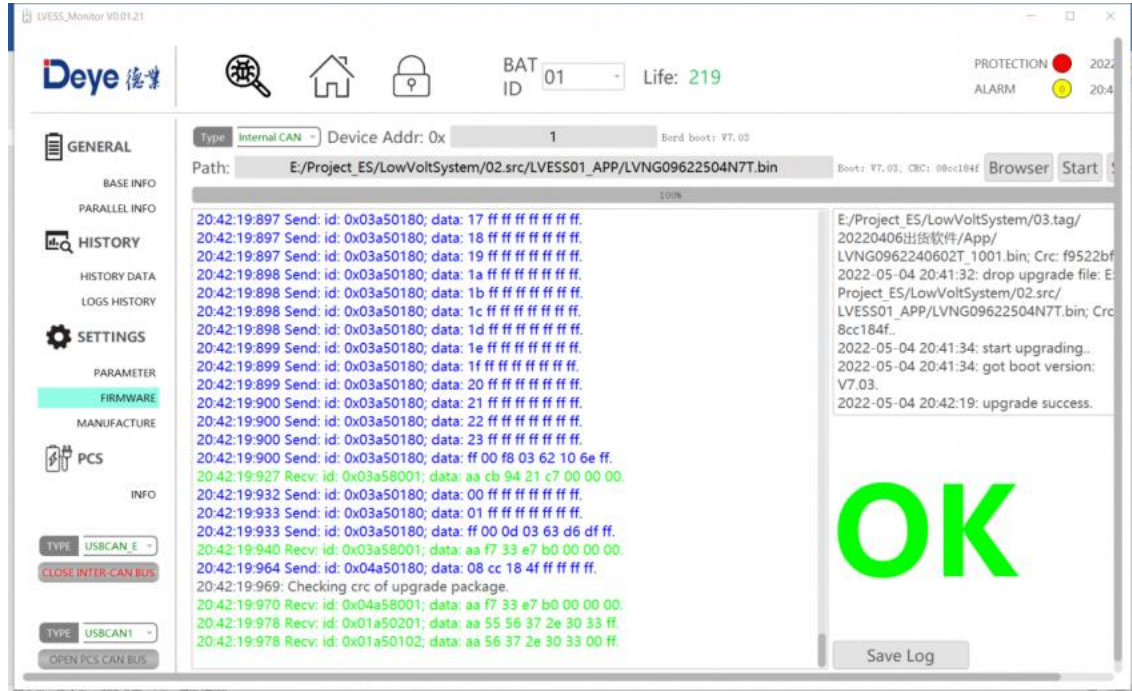 LVESS_Monitor V0.01.21
Deye 德業
BAT ID 01 Life: 219
PROTECTION 2022
ALARM 0 20:4
GENERAL
BASE INFO
PARALLEL INFO
HISTORY
HISTORY DATA
LOGS HISTORY
SETTINGS
PARAMETER
FIRMWARE
MANUFACTURE
PCS
INFO
TYPE USBCAN_E
CLOSE INTER-CAN BUS
TYPE USBCAN1
OPEN PCS CAN BUS
Type Internal CAN Device Addr: 0x 1 Bord boot: V7.03
Path: E:/Project_ES/LowVoltSystem/02.src/LVESS01_APP/LVNG09622504N7T.bin Boot: V7.03; CRC: 08cc184f Browser Start
100%
20:42:19:897 Send: id: 0x03a50180; data: 17 ff ff ff ff ff ff ff.
20:42:19:897 Send: id: 0x03a50180; data: 18 ff ff ff ff ff ff ff.
20:42:19:897 Send: id: 0x03a50180; data: 19 ff ff ff ff ff ff ff.
20:42:19:898 Send: id: 0x03a50180; data: 1a ff ff ff ff ff ff ff.
20:42:19:898 Send: id: 0x03a50180; data: 1b ff ff ff ff ff ff ff.
20:42:19:898 Send: id: 0x03a50180; data: 1c ff ff ff ff ff ff ff.
20:42:19:898 Send: id: 0x03a50180; data: 1d ff ff ff ff ff ff ff.
20:42:19:899 Send: id: 0x03a50180; data: 1e ff ff ff ff ff ff ff.
20:42:19:899 Send: id: 0x03a50180; data: 1f ff ff ff ff ff ff ff.
20:42:19:899 Send: id: 0x03a50180; data: 20 ff ff ff ff ff ff ff.
20:42:19:900 Send: id: 0x03a50180; data: 21 ff ff ff ff ff ff ff.
20:42:19:900 Send: id: 0x03a50180; data: 22 ff ff ff ff ff ff ff.
20:42:19:900 Send: id: 0x03a50180; data: 23 ff ff ff ff ff ff ff.
20:42:19:900 Send: id: 0x03a50180; data: ff 00 f8 03 62 10 6e ff.
20:42:19:927 Recv: id: 0x03a58001; data: aa cb 94 21 c7 00 00 00.
20:42:19:932 Send: id: 0x03a50180; data: 00 ff ff ff ff ff ff ff.
20:42:19:933 Send: id: 0x03a50180; data: 01 ff ff ff ff ff ff ff.
20:42:19:933 Send: id: 0x03a50180; data: ff 00 0d 03 63 d6 df ff.
20:42:19:940 Recv: id: 0x03a58001; data: aa f7 33 e7 b0 00 00 00.
20:42:19:964 Send: id: 0x04a50180; data: 08 cc 18 4f ff ff ff ff.
20:42:19:969: Checking crc of upgrade package.
20:42:19:970 Recv: id: 0x04a58001; data: aa f7 33 e7 b0 00 00 00.
20:42:19:978 Recv: id: 0x01a50201; data: aa 55 56 37 2e 30 33 ff.
20:42:19:978 Recv: id: 0x01a50102; data: aa 56 37 2e 30 33 00 ff.
E:/Project_ES/LowVoltSystem/03.tag/
20220406出货软件/App/
LVNG0962240602T_1001.bin; Crc: f9522bf
2022-05-04 20:41:32: drop upgrade file: E:
Project_ES/LowVoltSystem/02.src/
LVESS01_APP/LVNG09622504N7T.bin; Crc
8cc184f..
2022-05-04 20:41:34: start upgrading..
2022-05-04 20:41:34: got boot version:
V7.03.
2022-05-04 20:42:19: upgrade success.
OK
Save Log